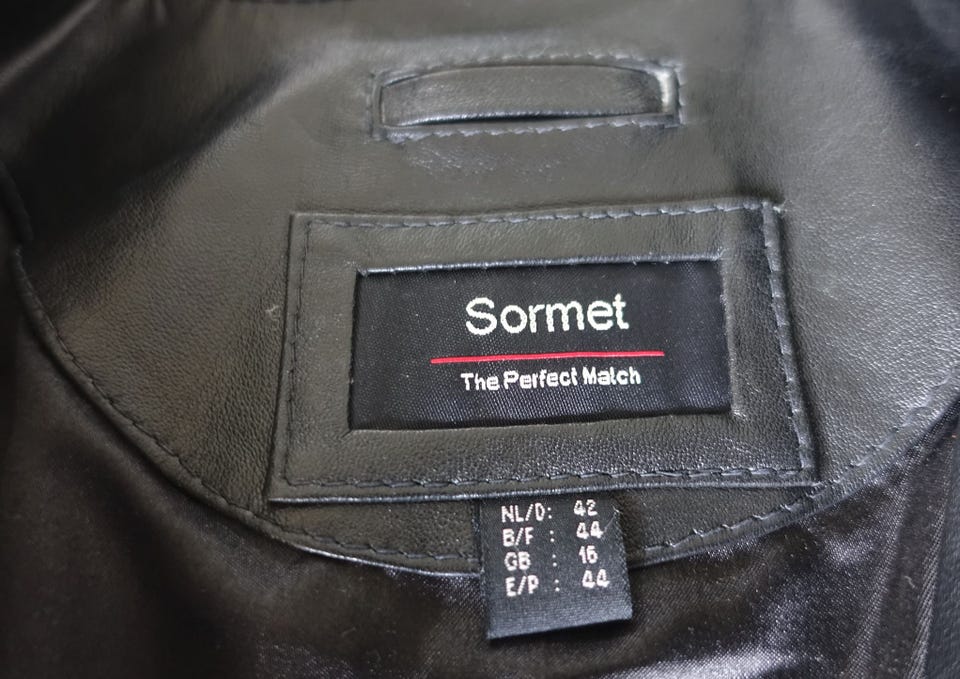 Sormet
The Perfect Match
NL/D: 42
B/F : 44
GB : 16
E/P : 44